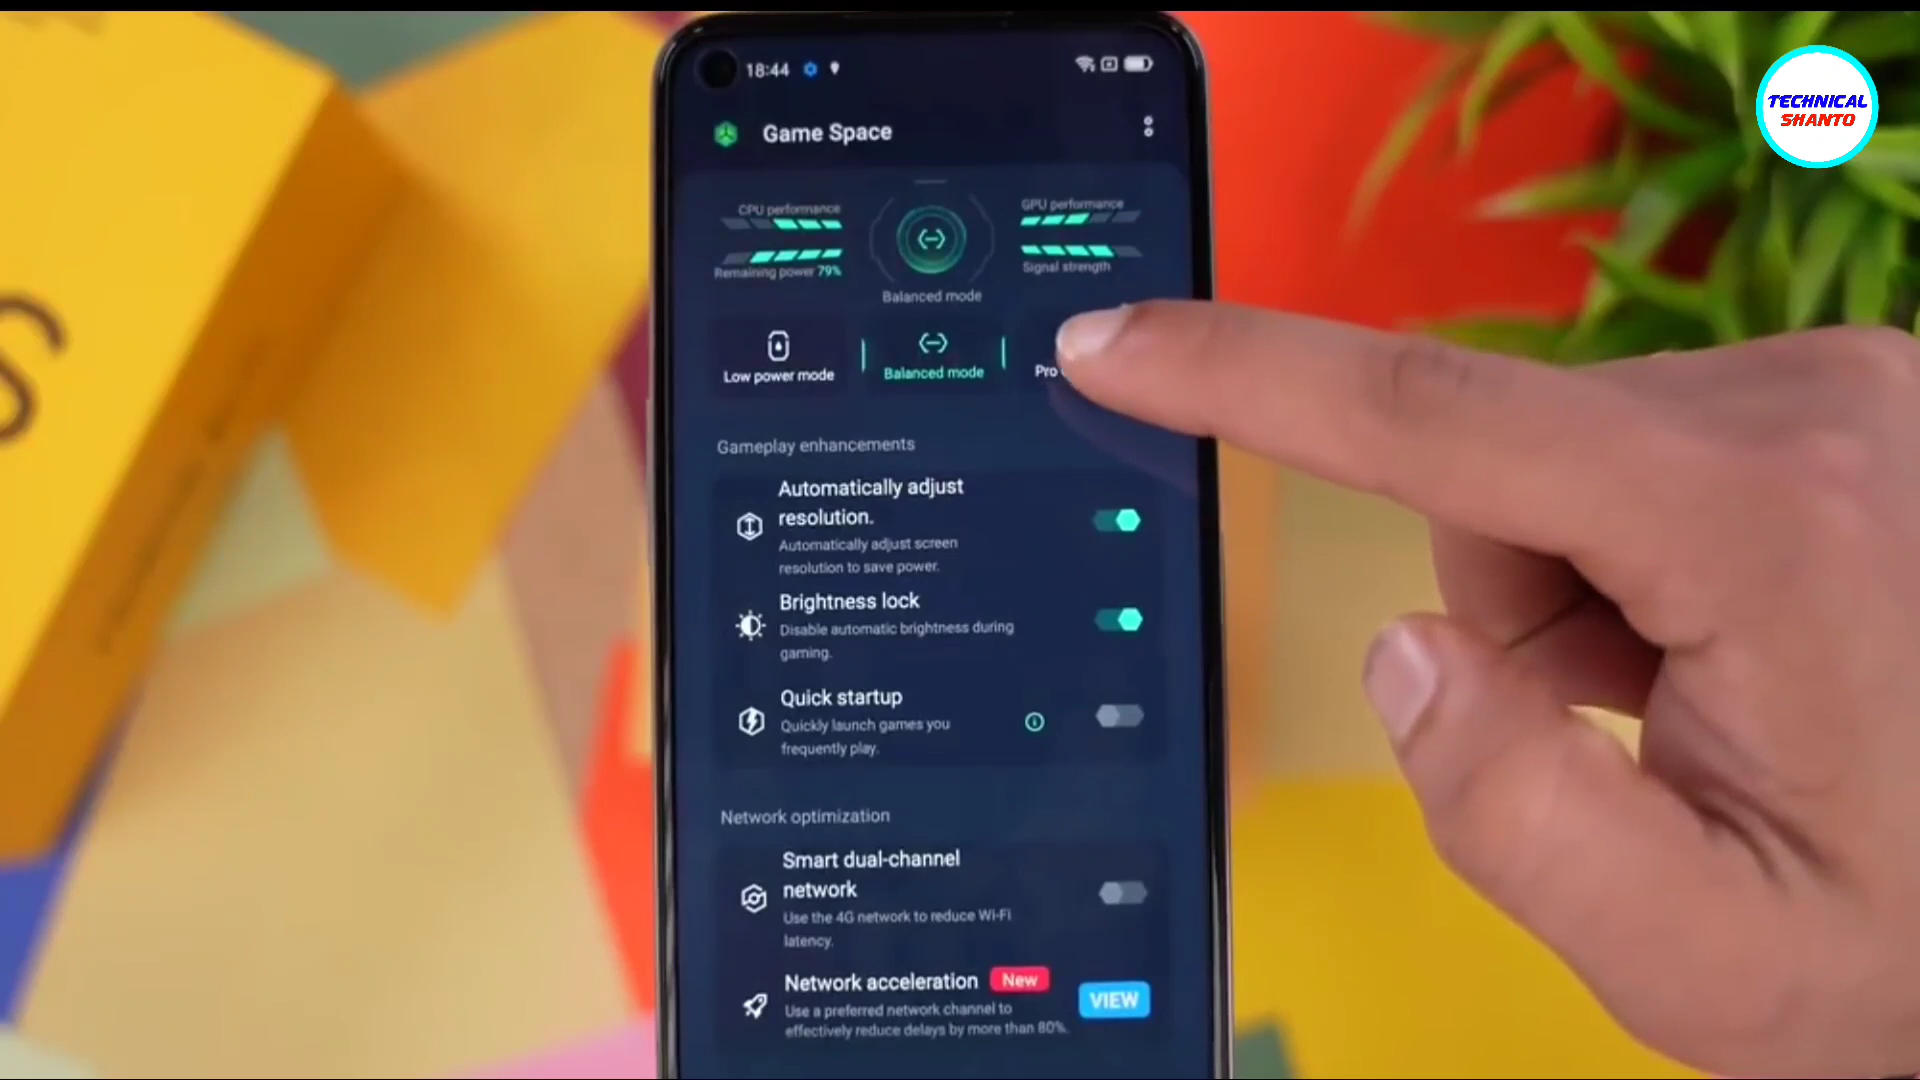 TECHNICAL
SHANTO
18:44
Game Space
CPU performance
GPU performance
Remaining power 79%
Signal strength
Balanced mode
Low power mode
Balanced mode
Pro
Gameplay enhancements
Automatically adjust
resolution.
Automatically adjust screen
resolution to save power.
Brightness lock
Disable automatic brightness during
gaming.
Quick startup
Quickly launch games you
frequently play.
Network optimization
Smart dual-channel
network
Use the 4G network to reduce Wi-Fi
latency.
Network acceleration New
Use a preferred network channel to
effectively reduce delays by more than 80%.
VIEW
S